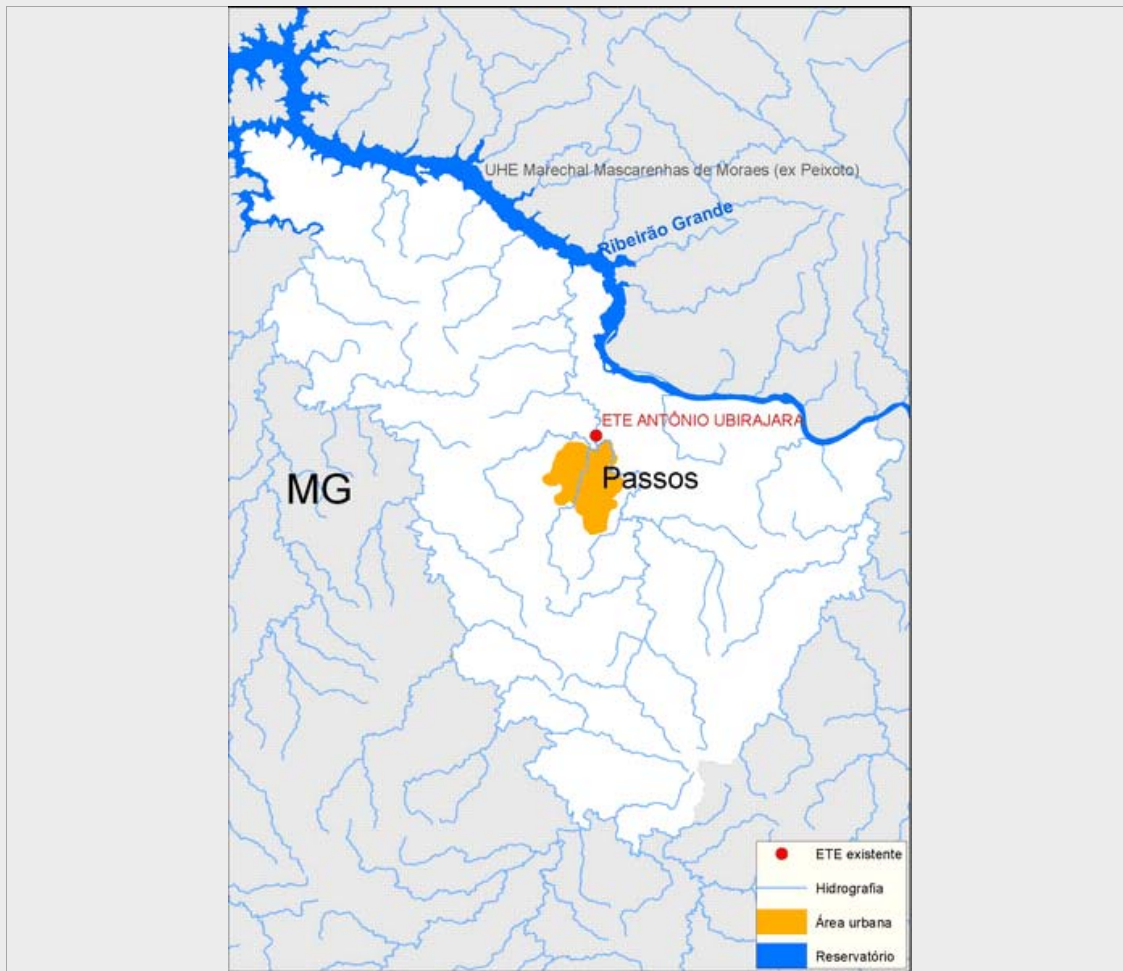 UHE Marechal Mascarenhas de Moraes (ex Peixoto)
Ribeirão Grande
ETE ANTÔNIO UBIRAJARA
Passos
MG
ETE existente
Hidrografia
Área urbana
Reservatório